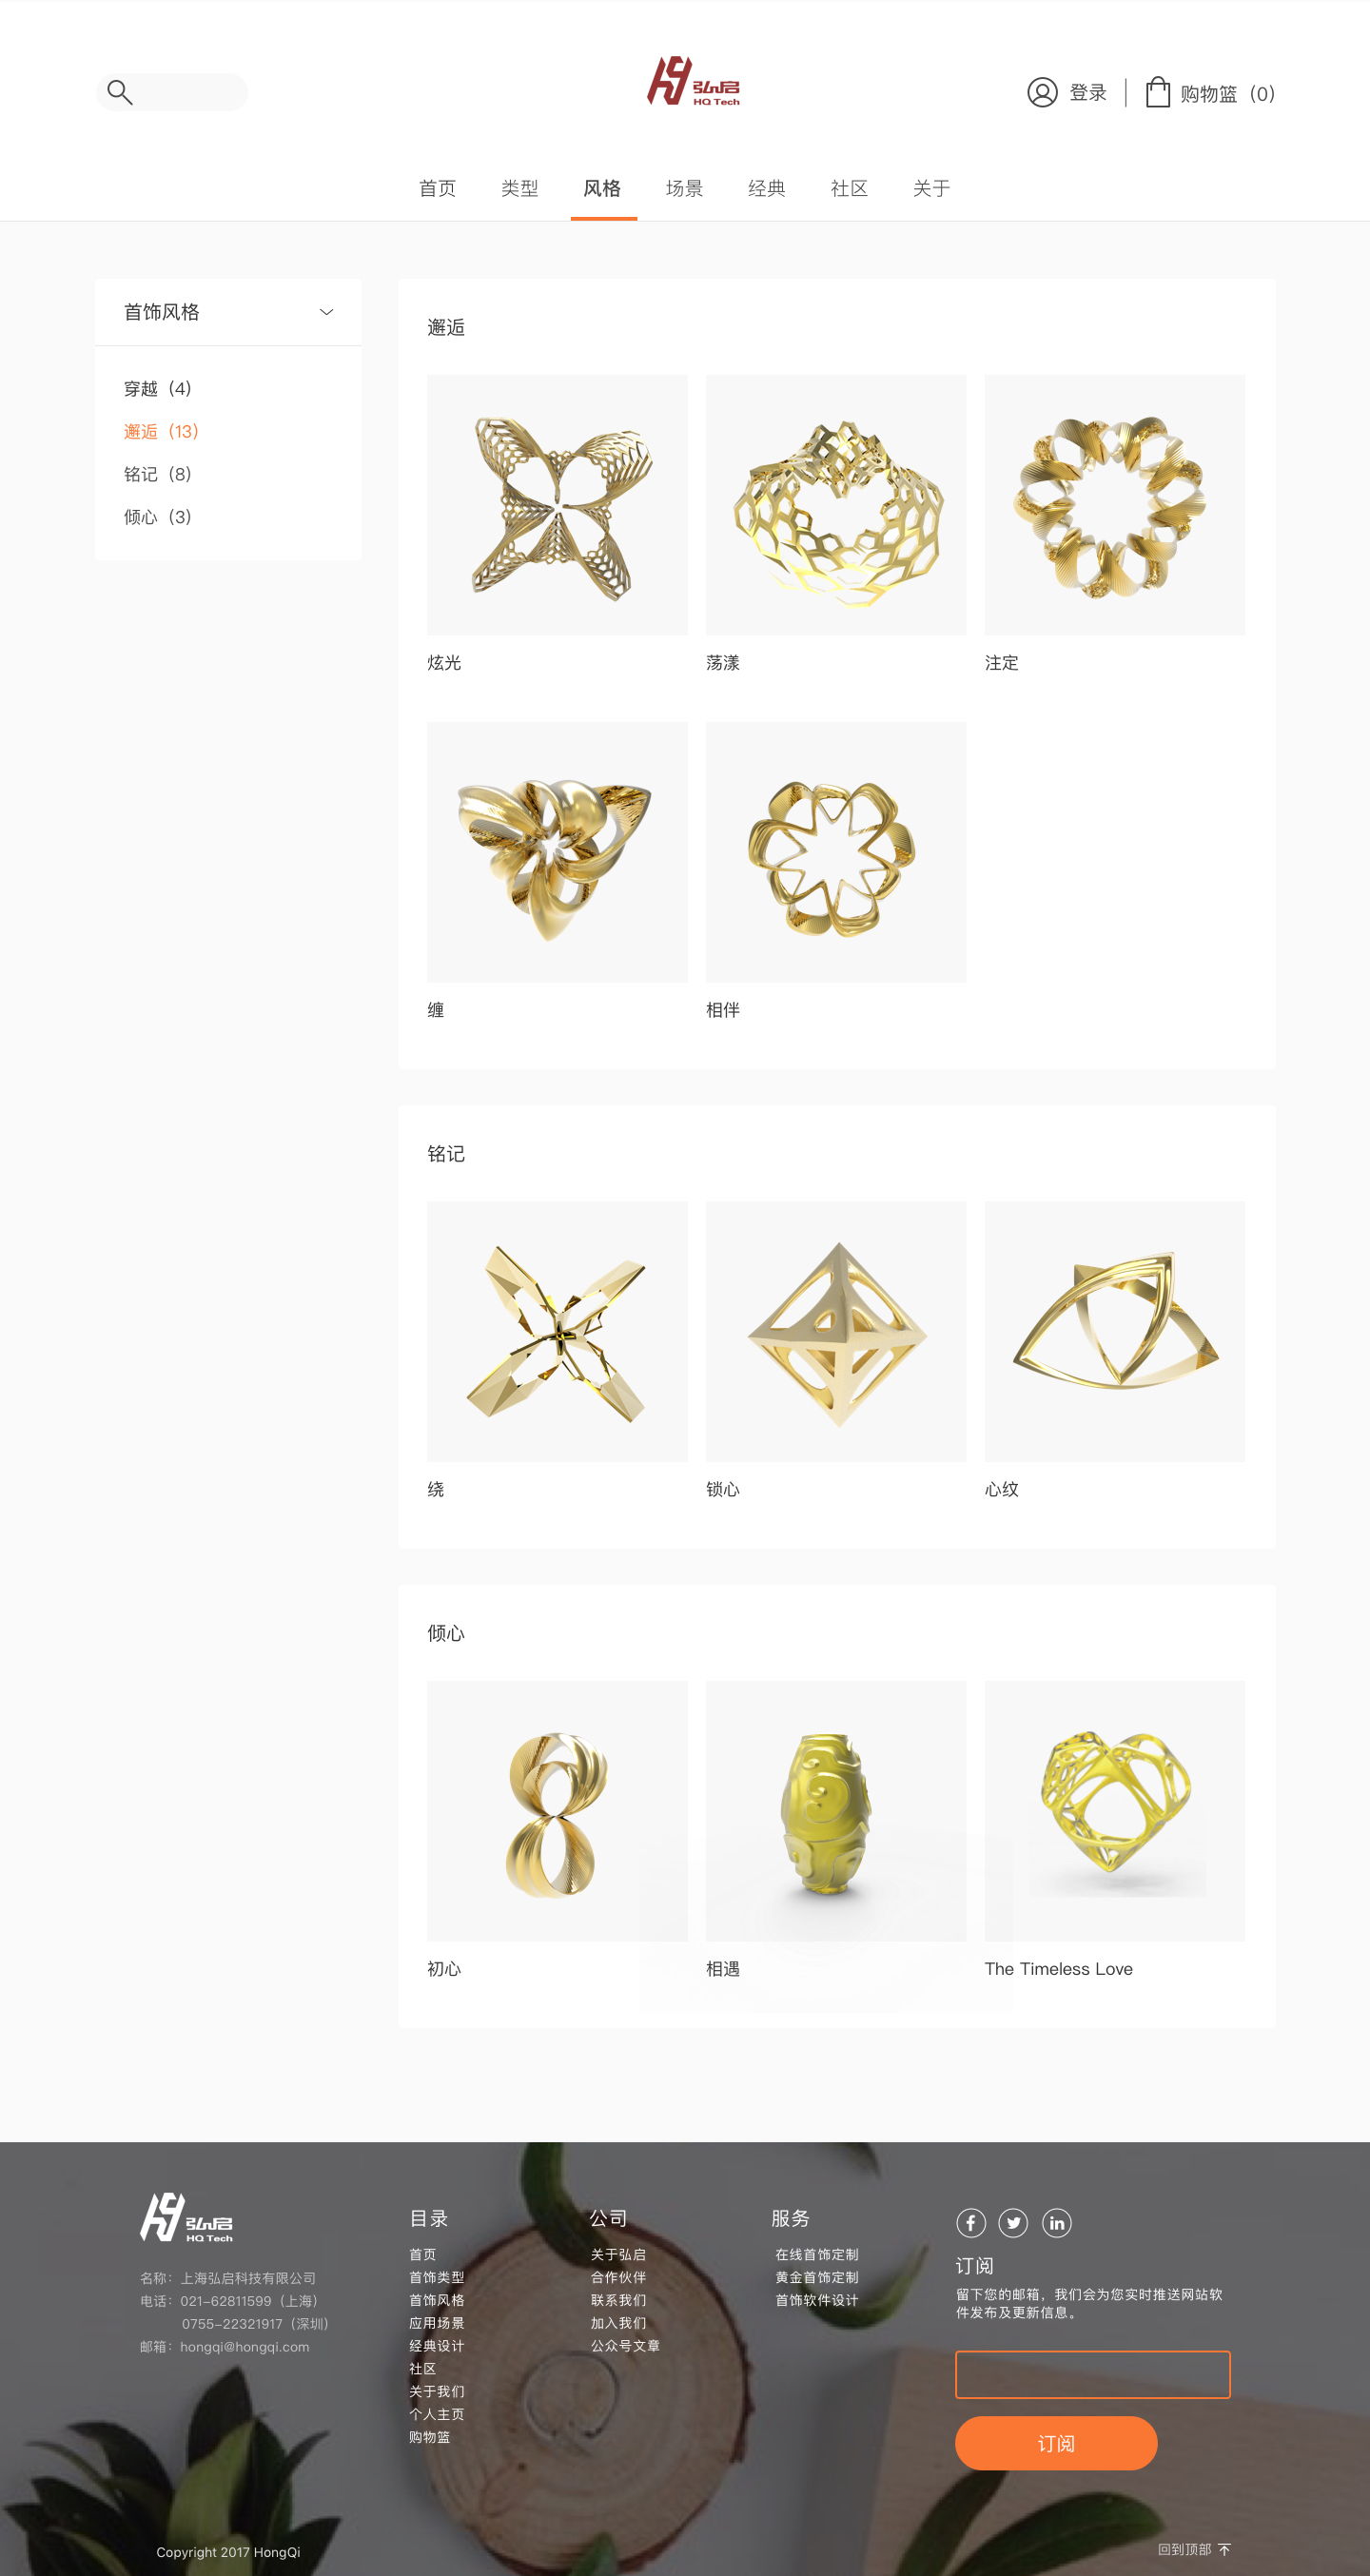 弘启
HQ Tech
登录
购物篮（0）
首页 类型 风格 场景 经典 社区 关于
首饰风格
穿越（4）
邂逅（13）
铭记（8）
倾心（3）
邂逅
炫光 荡漾 注定
缠 相伴
铭记
绕 锁心 心纹
倾心
初心 相遇 The Timeless Love
弘启
HQ Tech
名称：上海弘启科技有限公司
电话：021-62811599（上海）
0755-22321917（深圳）
邮箱：hongqi@hongqi.com
目录
首页
首饰类型
首饰风格
应用场景
经典设计
社区
关于我们
个人主页
购物篮
公司
关于弘启
合作伙伴
联系我们
加入我们
公众号文章
服务
在线首饰定制
黄金首饰定制
首饰软件设计
订阅
留下您的邮箱，我们会为您实时推送网站软
件发布及更新信息。
订阅
Copyright 2017 HongQi
回到顶部